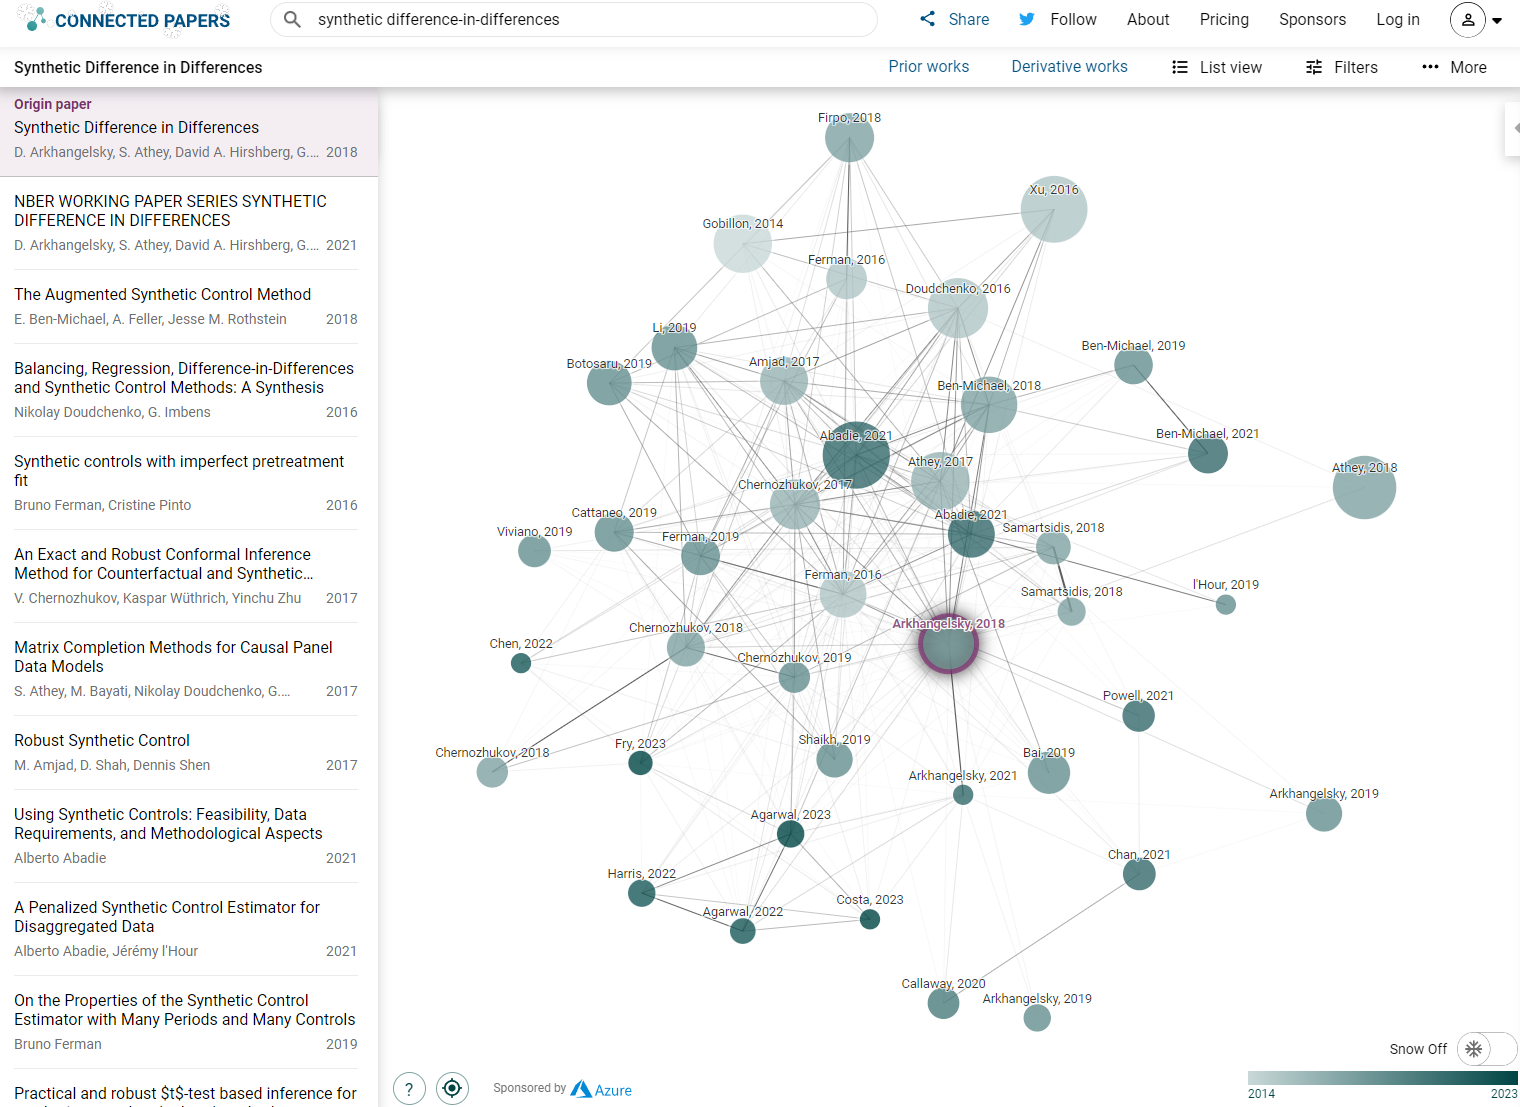 CONNECTED PAPERS
synthetic difference-in-differences
Share
Follow
About
Pricing
Sponsors
Log in
Synthetic Difference in Differences
Prior works
Derivative works
List view
Filters
More
Origin paper
Synthetic Difference in Differences
D. Arkhangelsky, S. Athey, David A. Hirshberg, G.... 2018
NBER WORKING PAPER SERIES SYNTHETIC
DIFFERENCE IN DIFFERENCES
D. Arkhangelsky, S. Athey, David A. Hirshberg, G.... 2021
The Augmented Synthetic Control Method
E. Ben-Michael, A. Feller, Jesse M. Rothstein 2018
Balancing, Regression, Difference-in-Differences
and Synthetic Control Methods: A Synthesis
Nikolay Doudchenko, G. Imbens 2016
Synthetic controls with imperfect pretreatment
fit
Bruno Ferman, Cristine Pinto 2016
An Exact and Robust Conformal Inference
Method for Counterfactual and Synthetic...
V. Chernozhukov, Kaspar Wüthrich, Yinchu Zhu 2017
Matrix Completion Methods for Causal Panel
Data Models
S. Athey, M. Bayati, Nikolay Doudchenko, G.... 2017
Robust Synthetic Control
M. Amjad, D. Shah, Dennis Shen 2017
Using Synthetic Controls: Feasibility, Data
Requirements, and Methodological Aspects
Alberto Abadie 2021
A Penalized Synthetic Control Estimator for
Disaggregated Data
Alberto Abadie, Jérémy l'Hour 2021
On the Properties of the Synthetic Control
Estimator with Many Periods and Many Controls
Bruno Ferman 2019
Practical and robust $t$-test based inference for
Firpo, 2018
Xu, 2016
Gobillon, 2014
Ferman, 2016
Doudchenko, 2016
Li, 2019
Ben-Michael, 2019
Botosaru, 2019
Amjad, 2017
Ben-Michael, 2018
Abadie, 2021
Ben-Michael, 2021
Athey, 2017
Athey, 2018
Chernozhukov, 2017
Cattaneo, 2019
Abadie, 2021
Viviano, 2019
Ferman, 2019
Samartsidis, 2018
Ferman, 2016
l'Hour, 2019
Samartsidis, 2018
Chernozhukov, 2018
Arkhangelsky, 2018
Chen, 2022
Chernozhukov, 2019
Powell, 2021
Chernozhukov, 2018
Fry, 2023
Shaikh, 2019
Bai, 2019
Arkhangelsky, 2021
Arkhangelsky, 2019
Agarwal, 2023
Chan, 2021
Harris, 2022
Costa, 2023
Agarwal, 2022
Callaway, 2020
Arkhangelsky, 2019
Snow Off
?
Sponsored by Azure
2014 2023